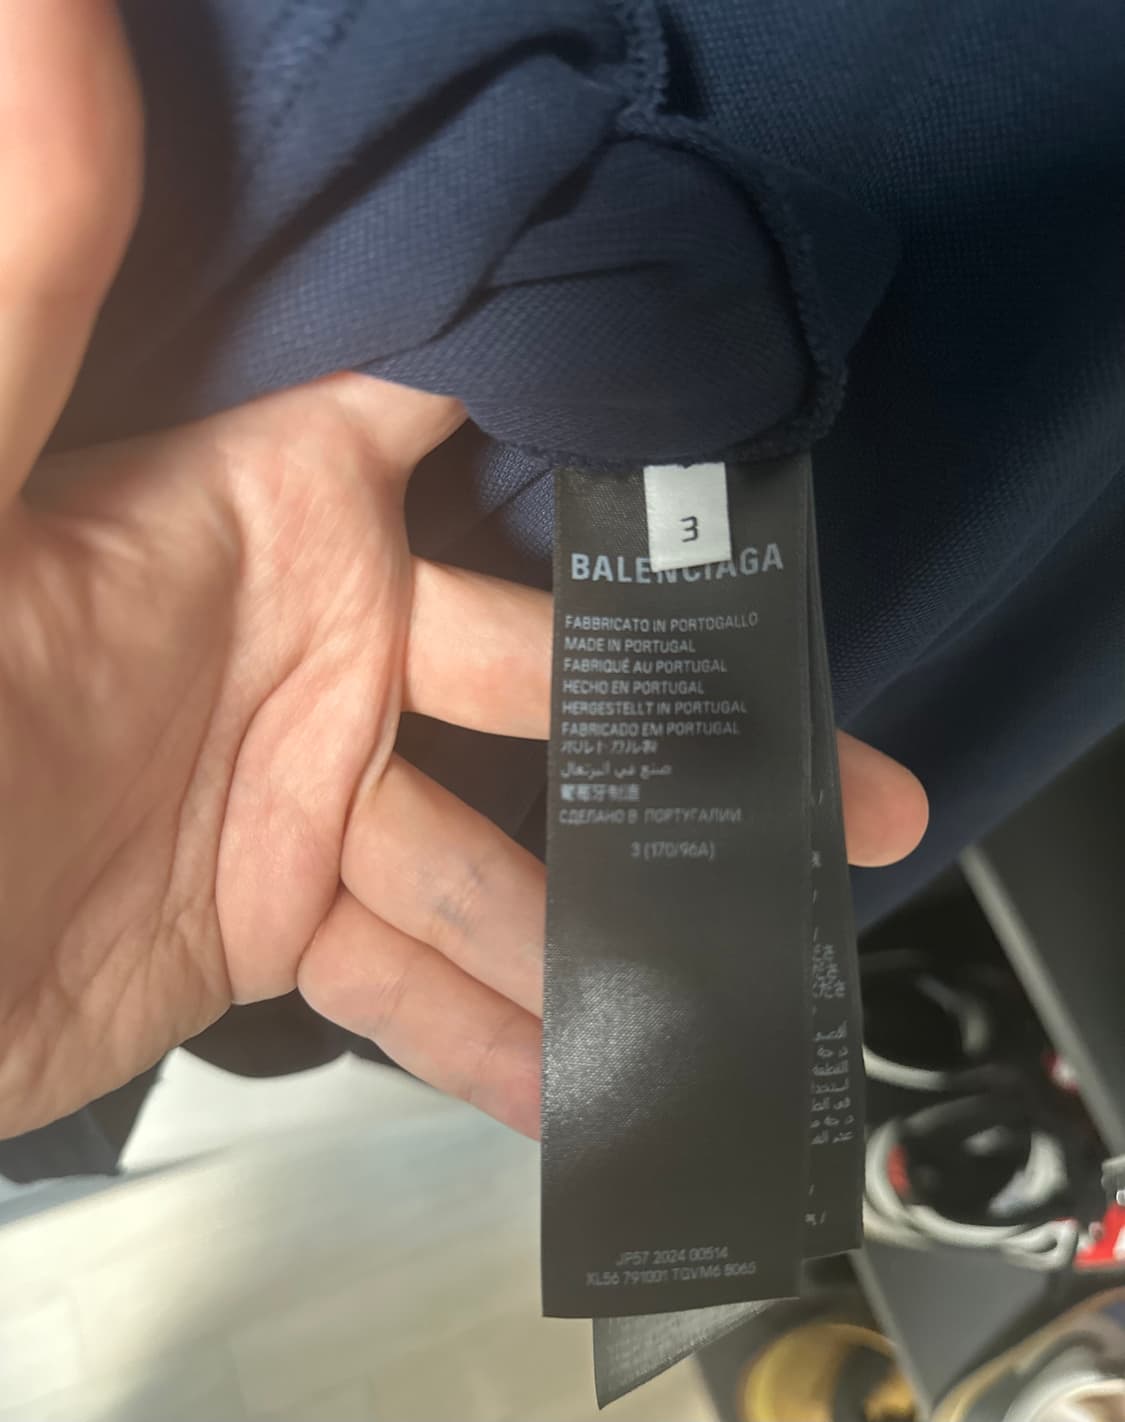 3
BALENCIAGA
FABBRICATO IN PORTOGALLO
MADE IN PORTUGAL
FABRIQUÉ AU PORTUGAL
HECHO EN PORTUGAL
HERGESTELLT IN PORTUGAL
FABRICADO EM PORTUGAL
ポルトガル製
صنع في البرتغال
葡萄牙制造
СДЕЛАНО В ПОРТУГАЛИИ
3 (170/96A)
JP57 2024 00514
XL56 791001 TQVM6 8065